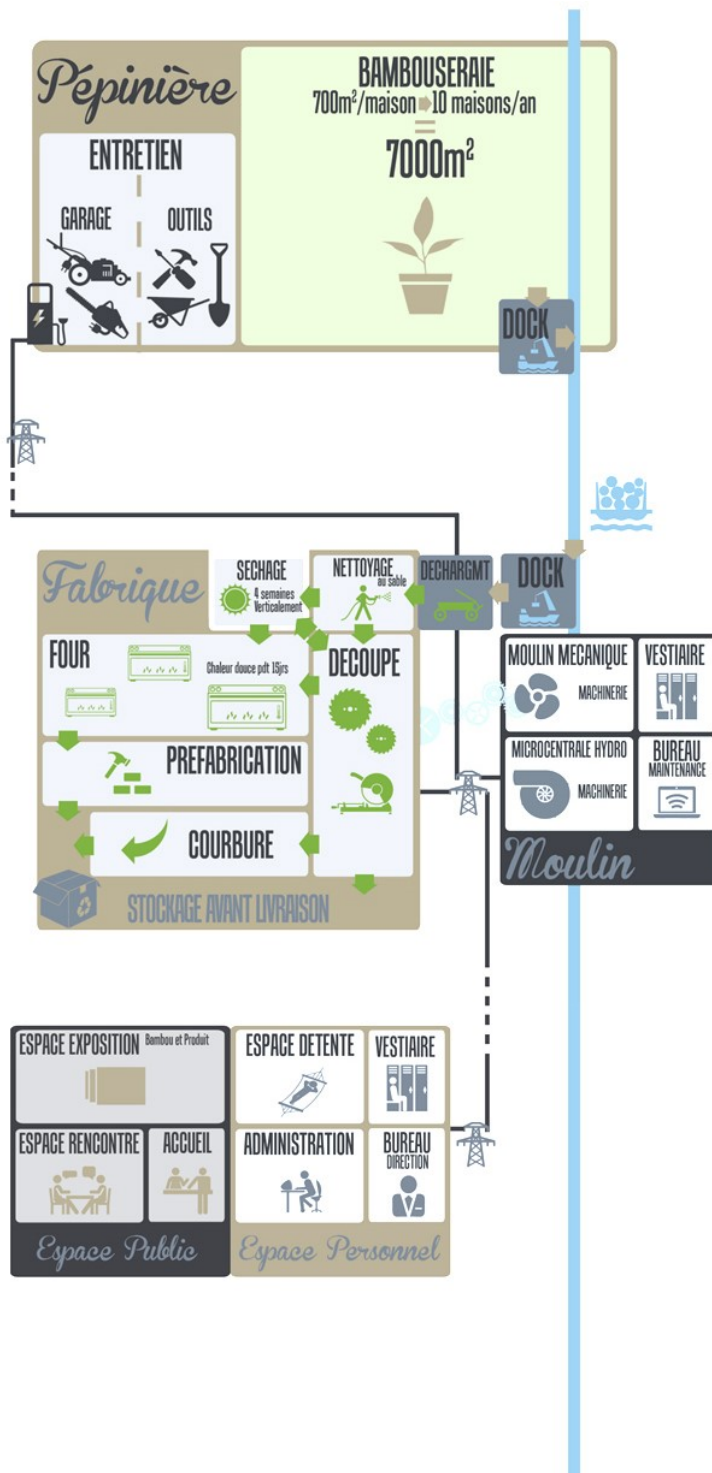 Pépinière
BAMBOUSERAIE
700m²/maison 10 maisons/an
=
7000m²
ENTRETIEN
GARAGE
OUTILS
DOCK
Fabrique
SECHAGE
4 semaines
Verticalement
NETTOYAGE
au sable
DECHARGMT
DOCK
FOUR
Chaleur douce pdt 15jrs
DECOUPE
PREFABRICATION
COURBURE
STOCKAGE AVANT LIVRAISON
MOULIN MECANIQUE
MACHINERIE
VESTIAIRE
MICROCENTRALE HYDRO
MACHINERIE
BUREAU
MAINTENANCE
Moulin
ESPACE EXPOSITION Bambou et Produit
ESPACE RENCONTRE
ACCUEIL
Espace Public
ESPACE DETENTE
VESTIAIRE
ADMINISTRATION
BUREAU
DIRECTION
Espace Personnel